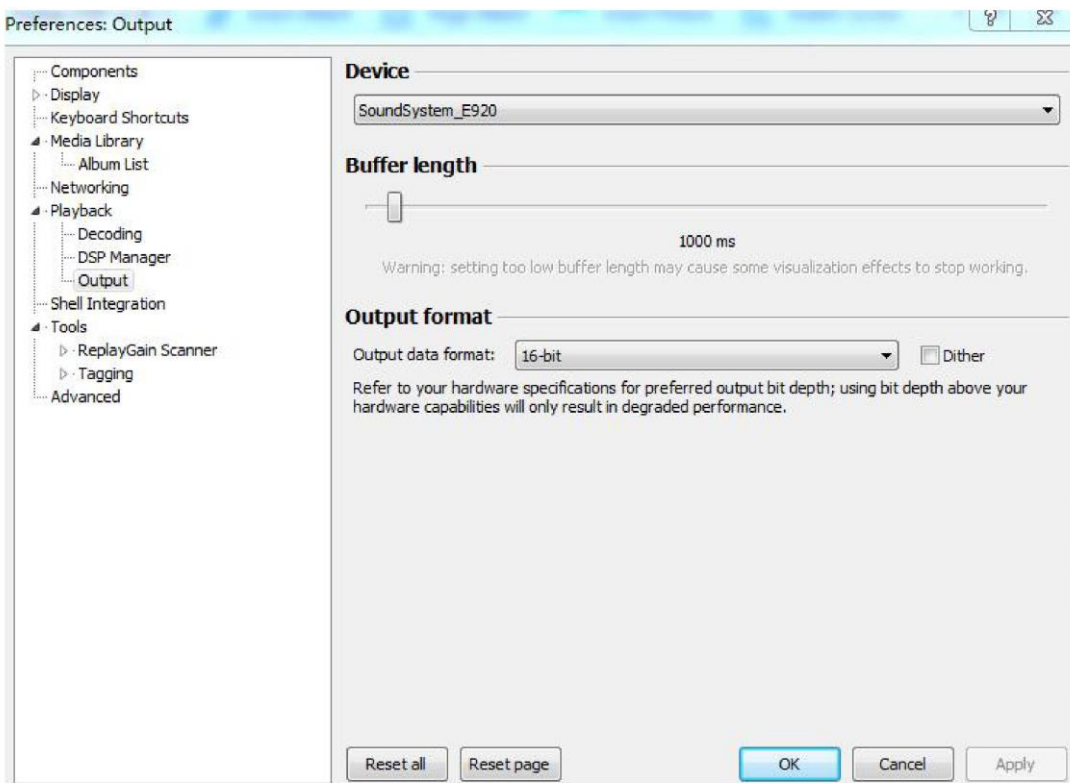 Preferences: Output
Components
Display
Keyboard Shortcuts
Media Library
Album List
Networking
Playback
Decoding
DSP Manager
Output
Shell Integration
Tools
ReplayGain Scanner
Tagging
Advanced
Device
SoundSystem_E920
Buffer length
1000 ms
Warning: setting too low buffer length may cause some visualization effects to stop working.
Output format
Output data format: 16-bit Dither
Refer to your hardware specifications for preferred output bit depth; using bit depth above your
hardware capabilities will only result in degraded performance.
Reset all Reset page OK Cancel Apply